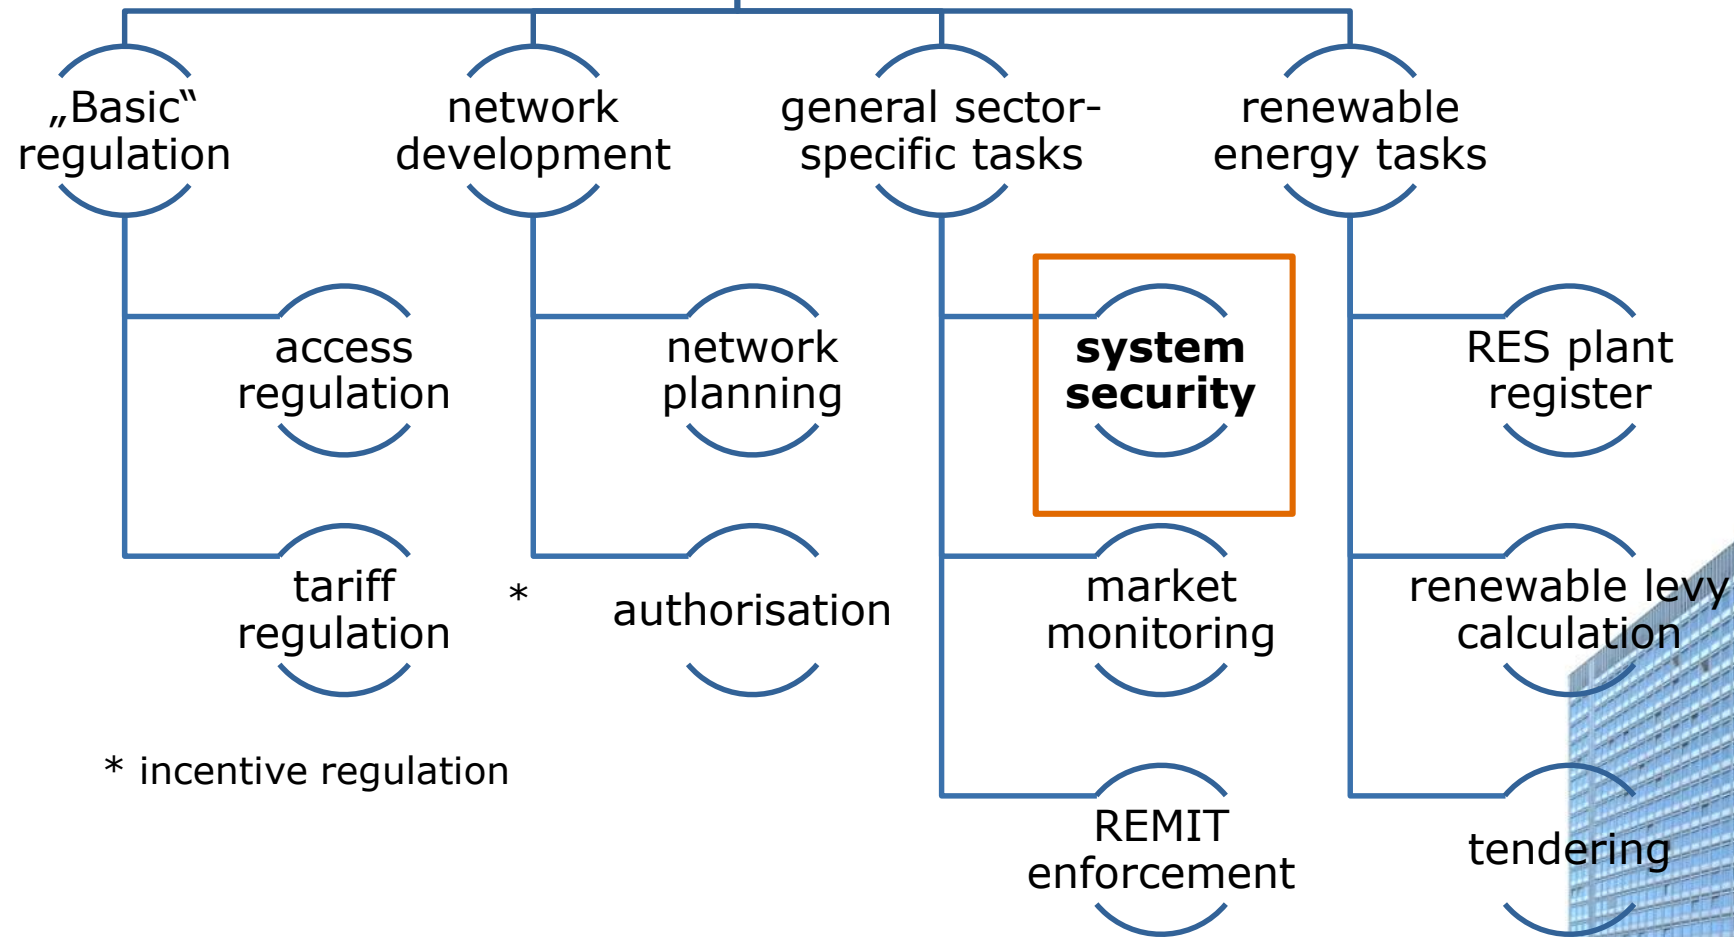 „Basic“
regulation
network
development
general sector-
specific tasks
renewable
energy tasks
access
regulation
network
planning
system
security
RES plant
register
tariff
regulation
*
authorisation
market
monitoring
renewable levy
calculation
* incentive regulation
REMIT
enforcement
tendering